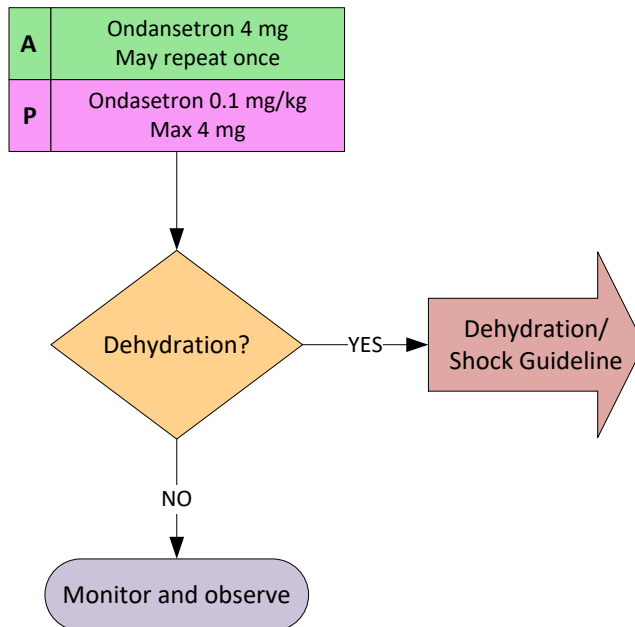 A
Ondansetron 4 mg
May repeat once
P
Ondasetron 0.1 mg/kg
Max 4 mg
Dehydration?
YES
Dehydration/
Shock Guideline
NO
Monitor and observe